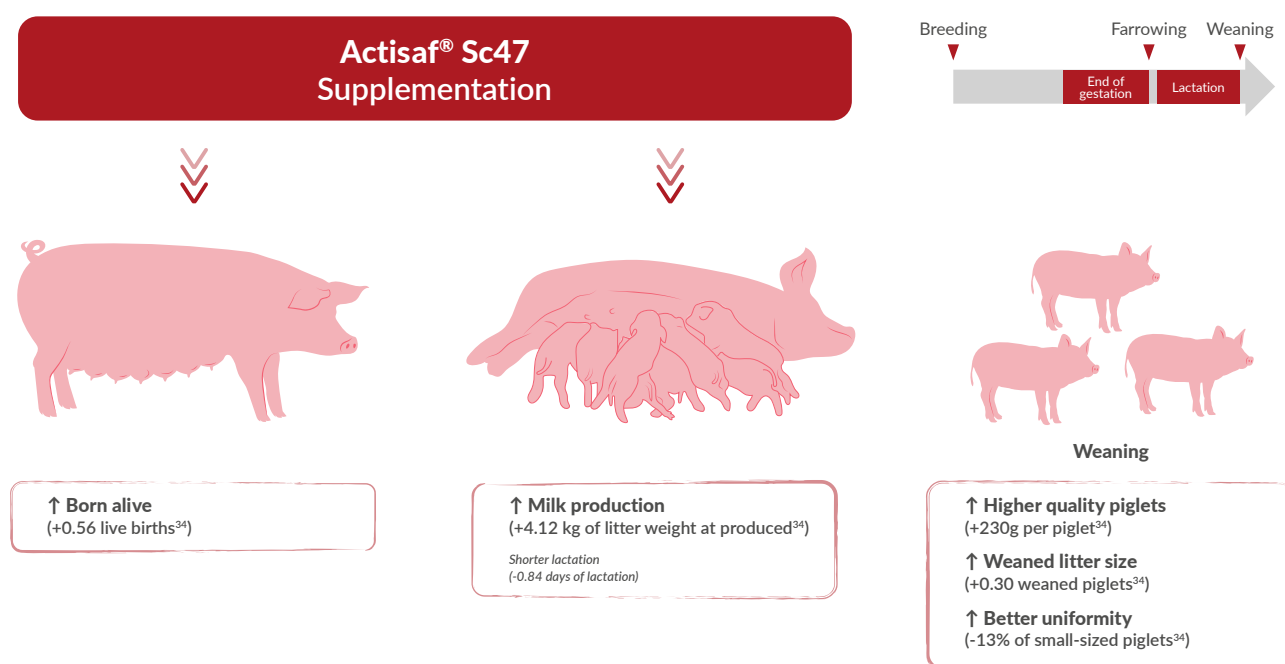 Actisaf® Sc47
Supplementation
Breeding
Farrowing
Weaning
End of
gestation
Lactation
↑ Born alive
(+0.56 live births³⁴)
↑ Milk production
(+4.12 kg of litter weight at produced³⁴)
Shorter lactation
(-0.84 days of lactation)
Weaning
↑ Higher quality piglets
(+230g per piglet³⁴)
↑ Weaned litter size
(+0.30 weaned piglets³⁴)
↑ Better uniformity
(-13% of small-sized piglets³⁴)